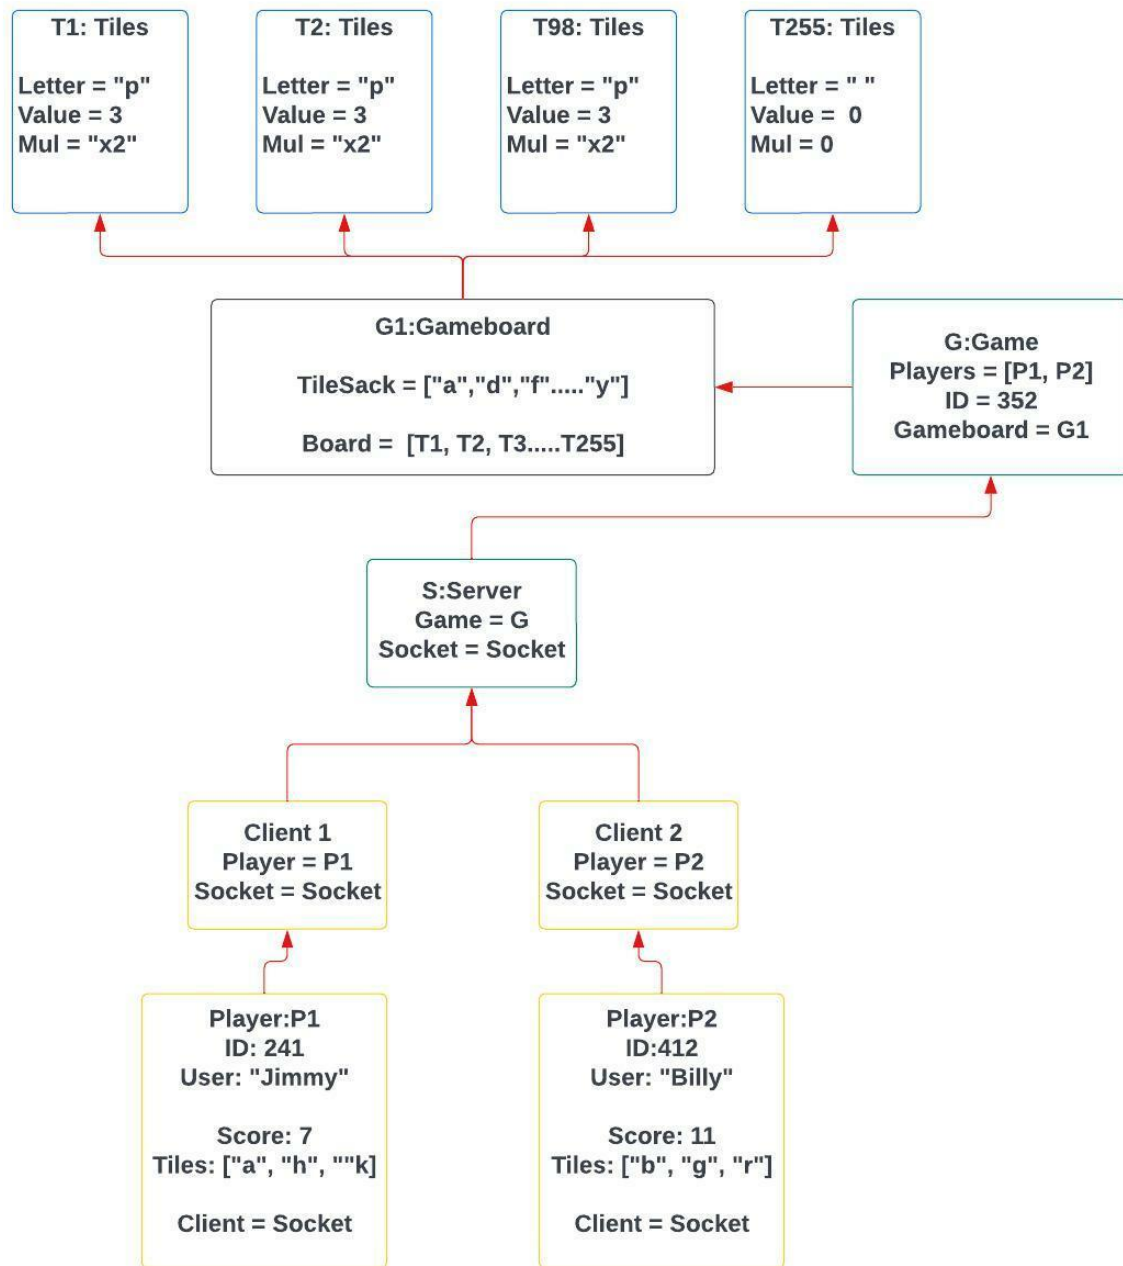 T1: Tiles
Letter = "p"
Value = 3
Mul = "x2"
T2: Tiles
Letter = "p"
Value = 3
Mul = "x2"
T98: Tiles
Letter = "p"
Value = 3
Mul = "x2"
T255: Tiles
Letter = " "
Value =  0
Mul = 0
G1:Gameboard
TileSack = ["a","d","f"....."y"]
Board =  [T1, T2, T3.....T255]
G:Game
Players = [P1, P2]
ID = 352
Gameboard = G1
S:Server
Game = G
Socket = Socket
Client 1
Player = P1
Socket = Socket
Client 2
Player = P2
Socket = Socket
Player:P1
ID: 241
User: "Jimmy"
Score: 7
Tiles: ["a", "h", ""k]
Client = Socket
Player:P2
ID:412
User: "Billy"
Score: 11
Tiles: ["b", "g", "r"]
Client = Socket